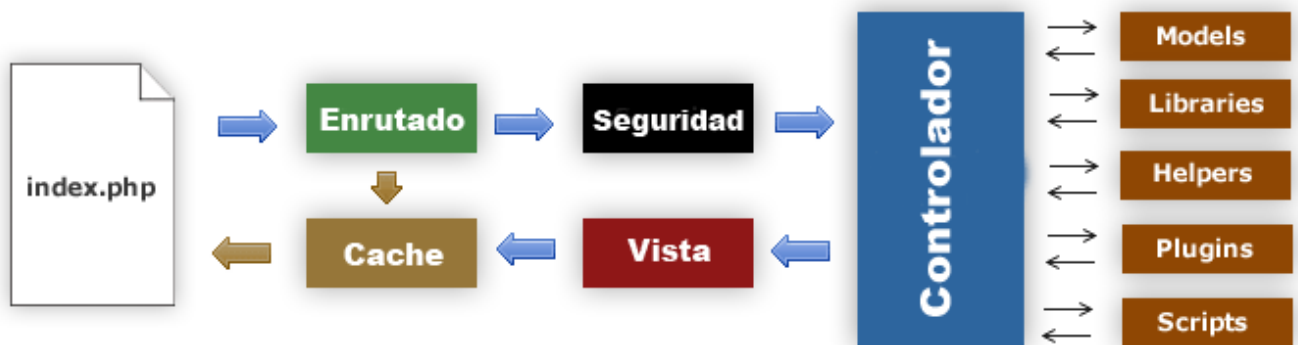 index.php
Enrutado
Seguridad
Cache
Vista
Controlador
Models
Libraries
Helpers
Plugins
Scripts